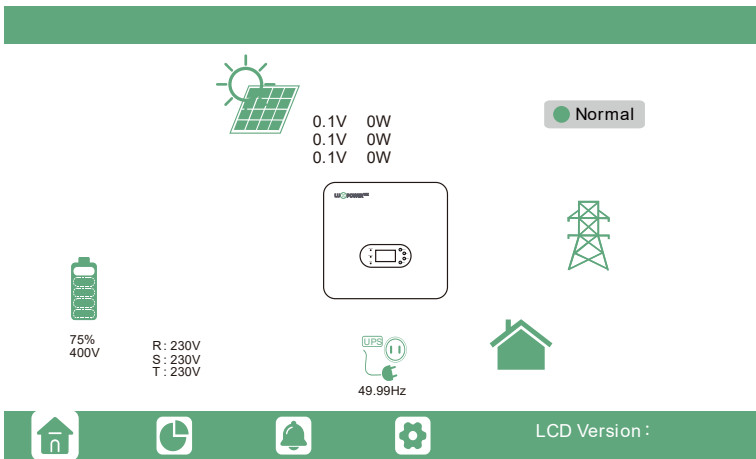 0.1V 0W
0.1V 0W
0.1V 0W
Normal
LUXPOWERTEK
75%
400V
R : 230V
S : 230V
T : 230V
UPS
49.99Hz
LCD Version :